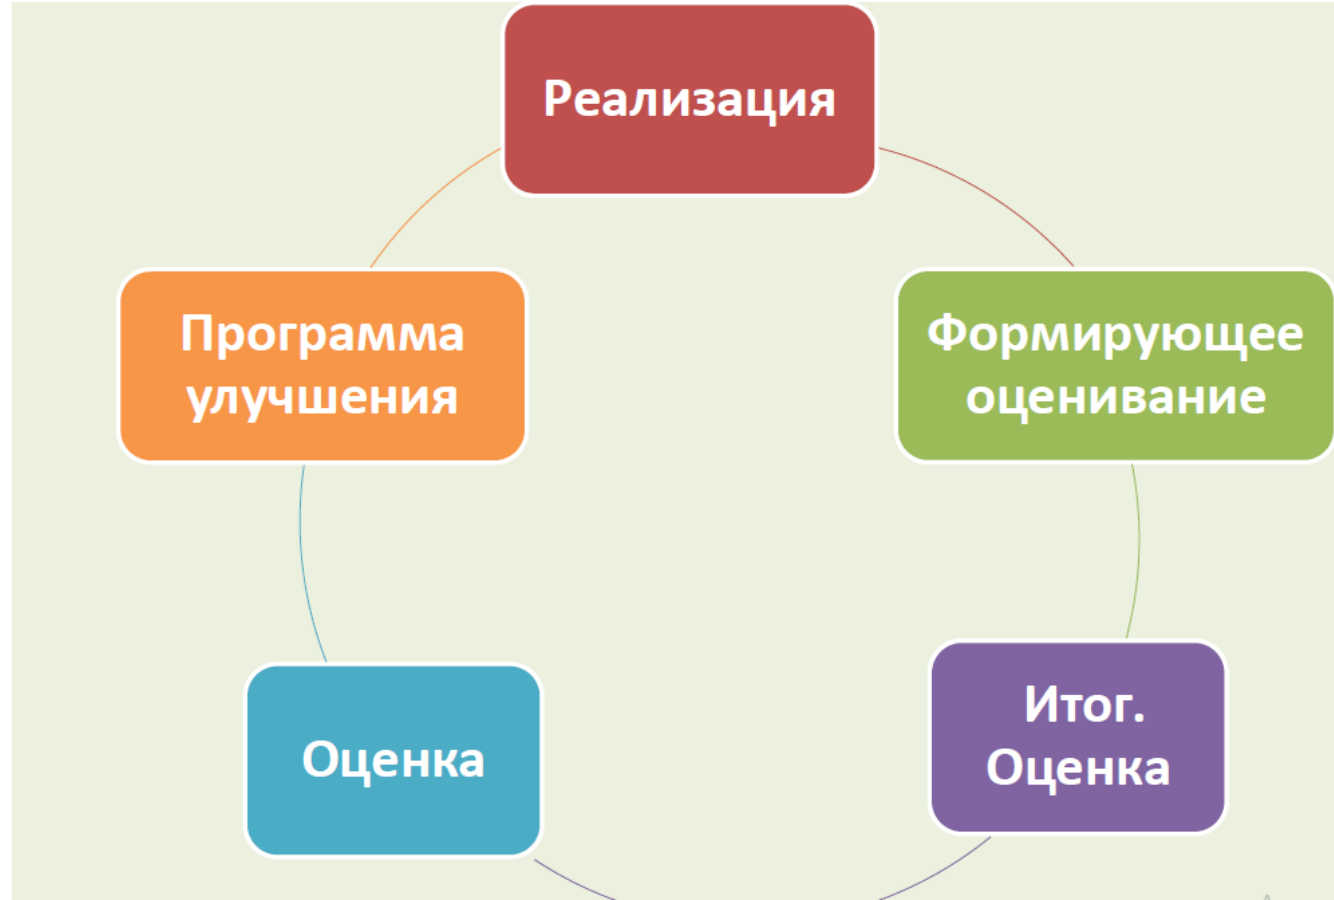 Реализация
Программа
улучшения
Формирующее
оценивание
Оценка
Итог.
Оценка